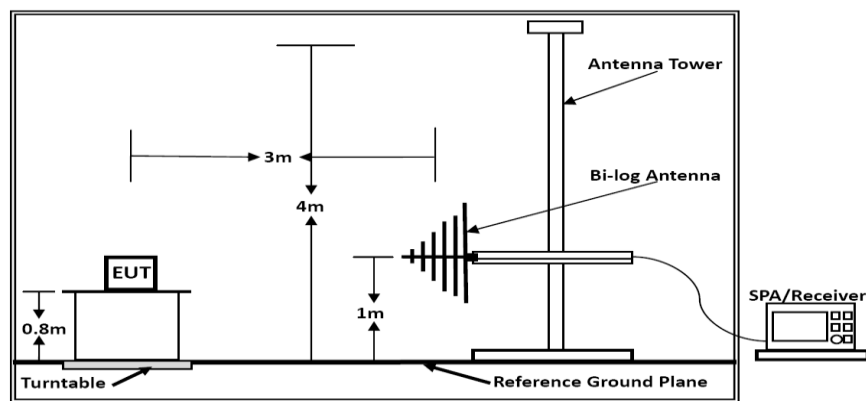 Antenna Tower
3m
Bi-log Antenna
4m
EUT
SPA/Receiver
0.8m
1m
Turntable
Reference Ground Plane